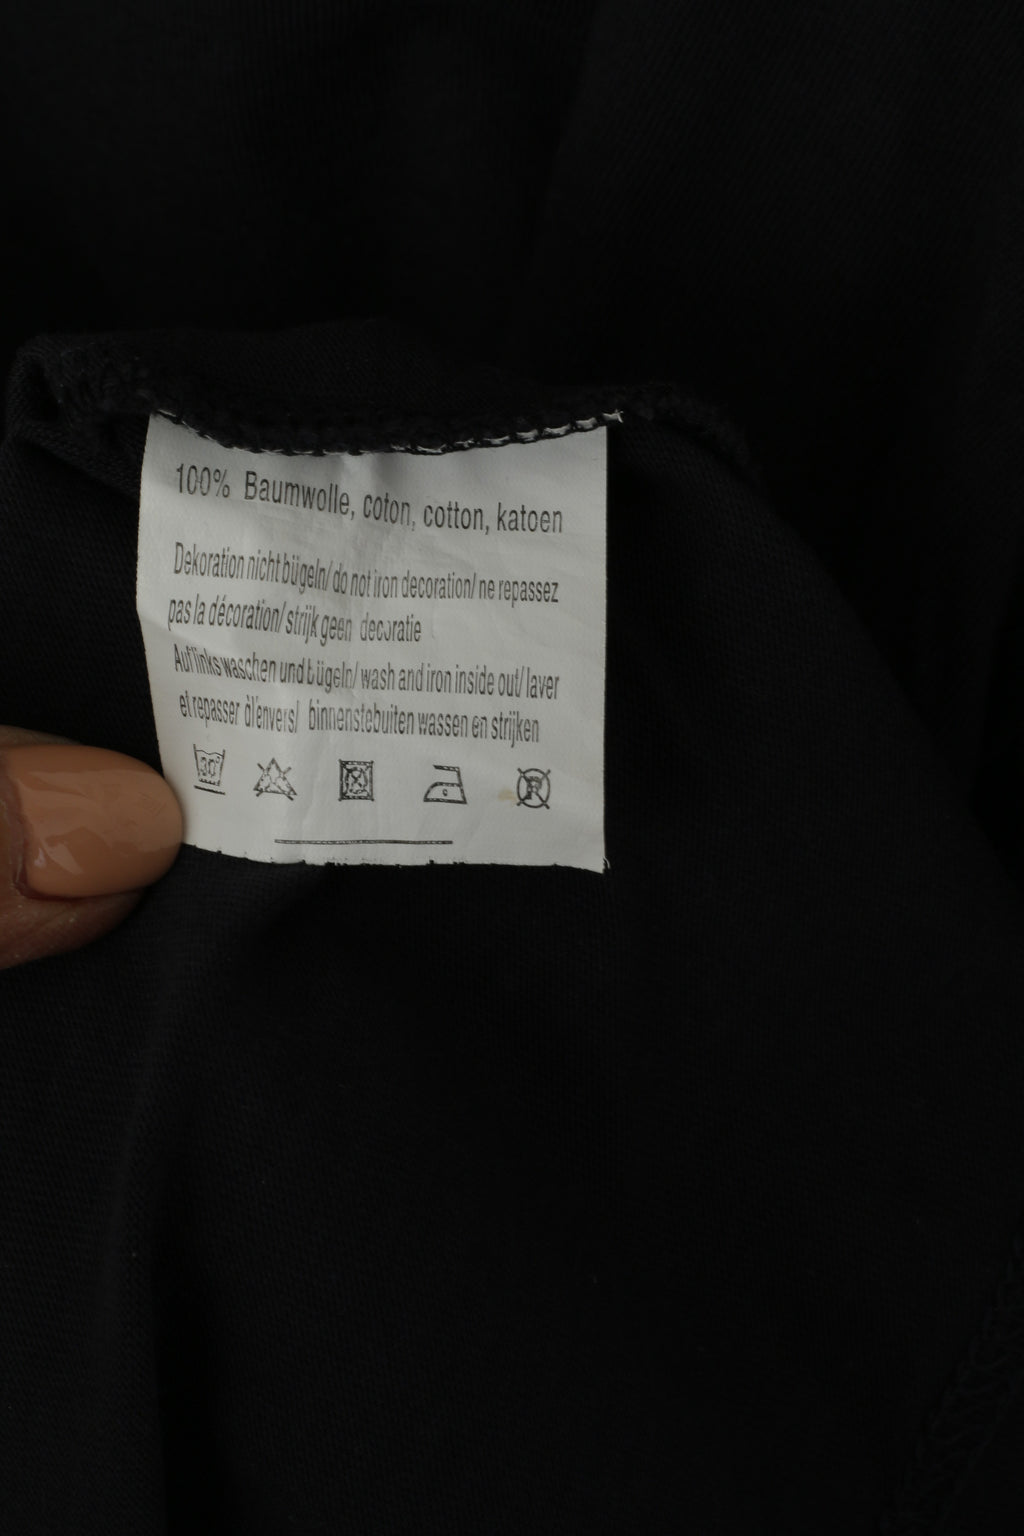 100% Baumwolle, coton, cotton, katoen
Dekoration nicht bügeln/ do not iron decoration/ ne repassez
pas la décoration/ strijk geen decoratie
Auf links waschen und bügeln/ wash and iron inside out/ laver
et repasser àl'envers/ binnenstebuiten wassen en strijken
30°